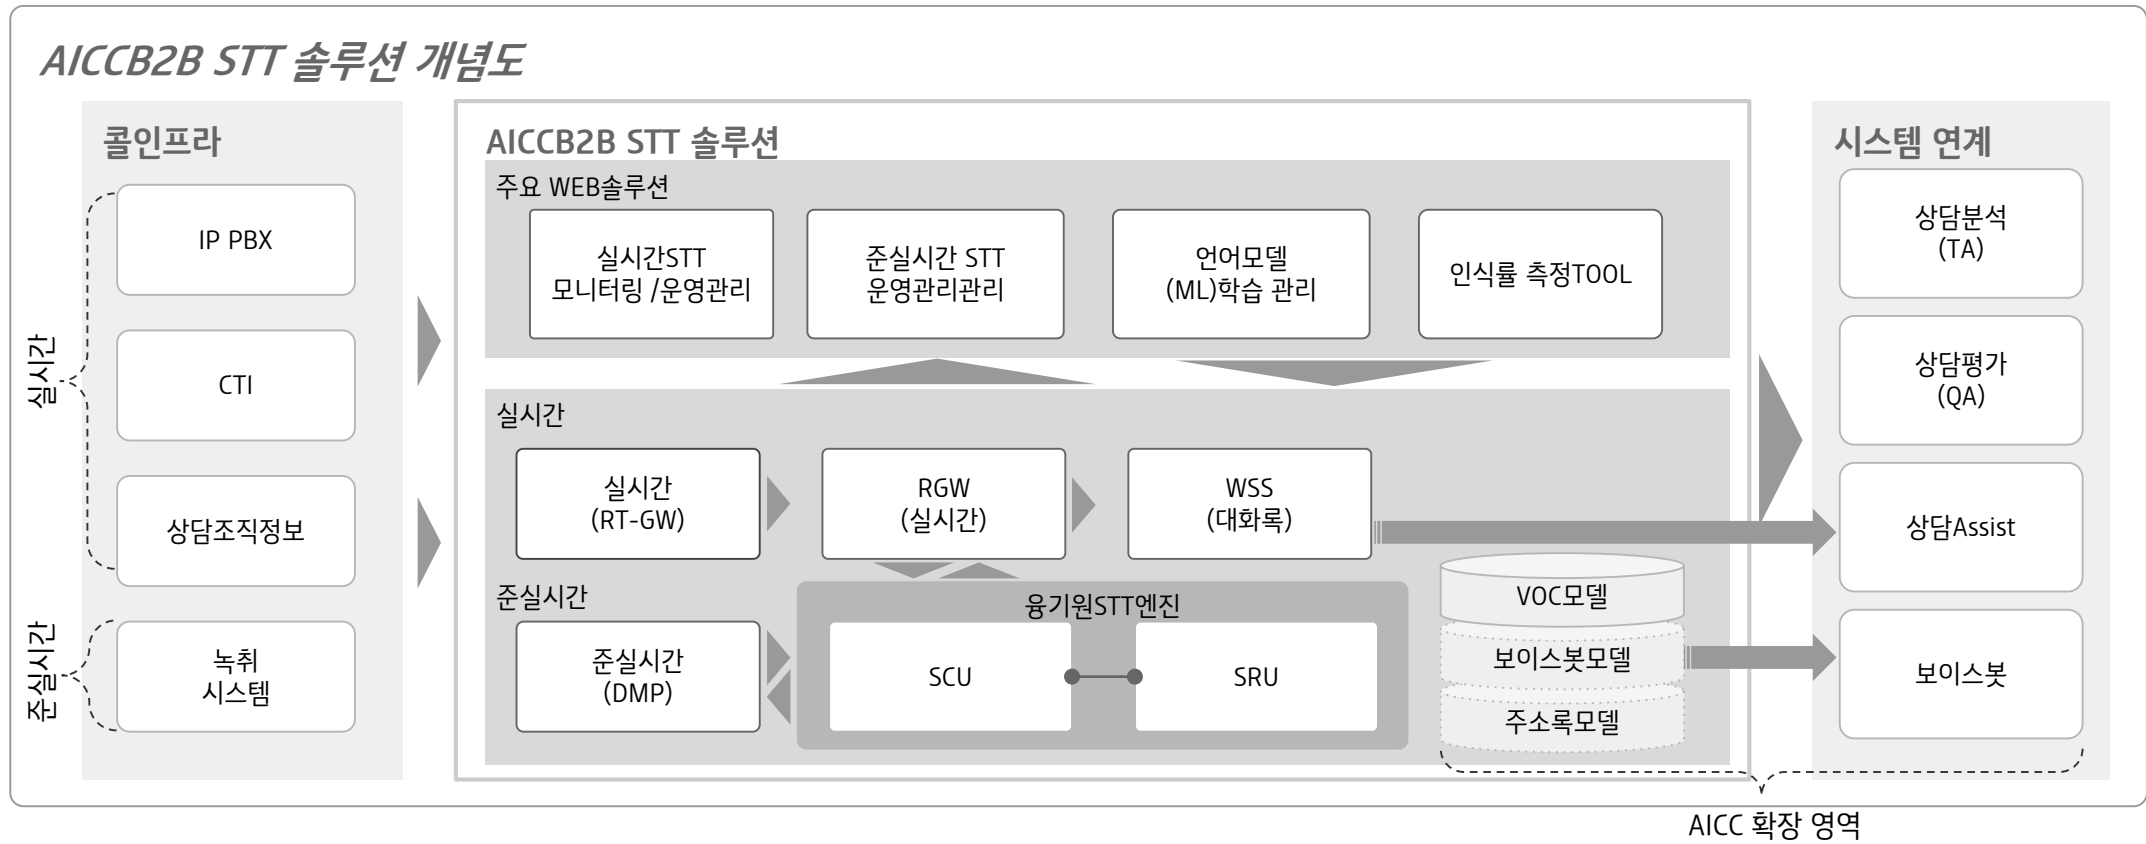 AICCB2B STT 솔루션 개념도
콜인프라
실시간
IP PBX
CTI
상담조직정보
준실시간
녹취
시스템
AICCB2B STT 솔루션
주요 WEB솔루션
실시간STT
모니터링 /운영관리
준실시간 STT
운영관리관리
언어모델
(ML)학습 관리
인식률 측정TOOL
실시간
실시간
(RT-GW)
RGW
(실시간)
WSS
(대화록)
준실시간
준실시간
(DMP)
융기원STT엔진
SCU
SRU
VOC모델
보이스봇모델
주소록모델
시스템 연계
상담분석
(TA)
상담평가
(QA)
상담Assist
보이스봇
AICC 확장 영역